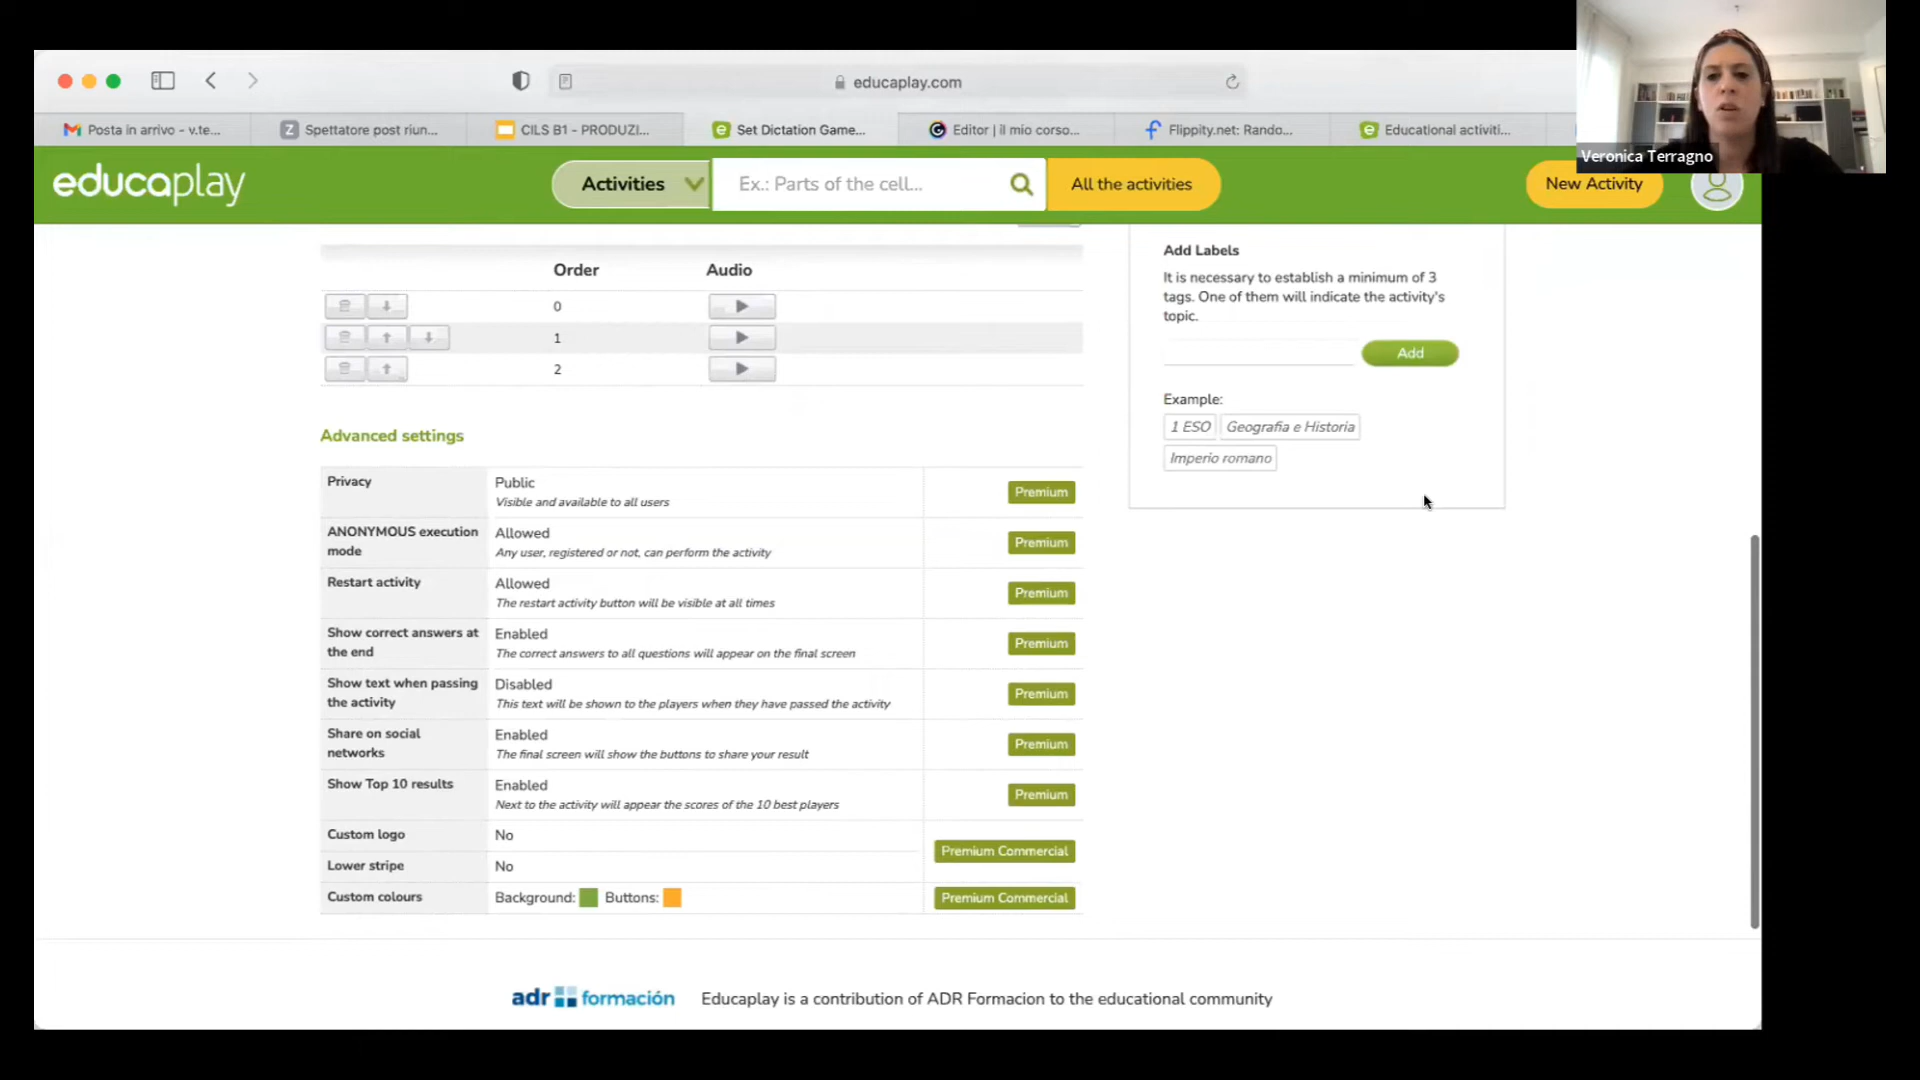 educaplay.com
Posta in arrivo - v.te...
Spettatore post riun...
CILS B1 - PRODUZI...
Set Dictation Game...
Editor | il mio corso...
Flippity.net: Rando...
Educational activiti...
Veronica Terragno
educaplay
Activities
Ex.: Parts of the cell...
All the activities
New Activity
Order
Audio
0
1
2
Add Labels
It is necessary to establish a minimum of 3
tags. One of them will indicate the activity's
topic.
Add
Example:
1 ESO
Geografia e Historia
Imperio romano
Advanced settings
Privacy
Public
Visible and available to all users
Premium
ANONYMOUS execution
mode
Allowed
Any user, registered or not, can perform the activity
Premium
Restart activity
Allowed
The restart activity button will be visible at all times
Premium
Show correct answers at
the end
Enabled
The correct answers to all questions will appear on the final screen
Premium
Show text when passing
the activity
Disabled
This text will be shown to the players when they have passed the activity
Premium
Share on social
networks
Enabled
The final screen will show the buttons to share your result
Premium
Show Top 10 results
Enabled
Next to the activity will appear the scores of the 10 best players
Premium
Custom logo
No
Premium Commercial
Lower stripe
No
Custom colours
Background:
Buttons:
Premium Commercial
adr formación
Educaplay is a contribution of ADR Formacion to the educational community